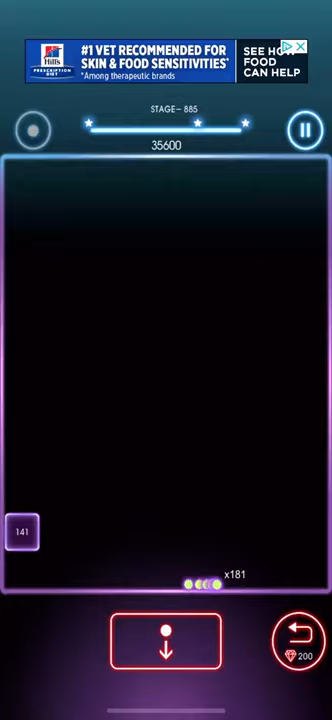 Hill's
PRESCRIPTION DIET
#1 VET RECOMMENDED FOR
SKIN & FOOD SENSITIVITIES*
*Among therapeutic brands
SEE HOW
FOOD
CAN HELP
STAGE- 885
35600
141
x181
200